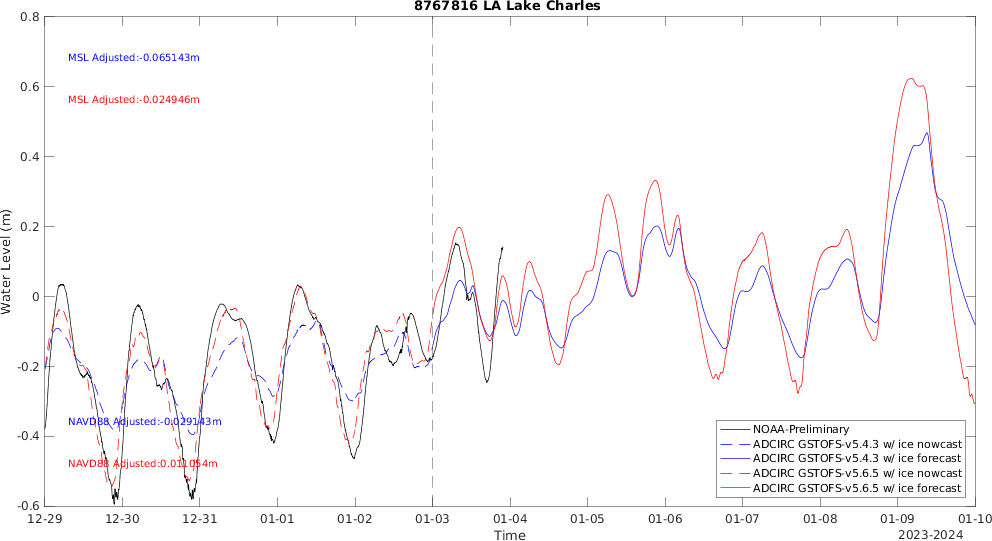 8767816 LA Lake Charles
0.8
0.6
0.4
0.2
0
-0.2
-0.4
-0.6
Water Level (m)
MSL Adjusted:-0.065143m
MSL Adjusted:-0.024946m
NAVD88 Adjusted:-0.029143m
NAVD88 Adjusted:0.011054m
NOAA-Preliminary
ADCIRC GSTOFS-v5.4.3 w/ ice nowcast
ADCIRC GSTOFS-v5.4.3 w/ ice forecast
ADCIRC GSTOFS-v5.6.5 w/ ice nowcast
ADCIRC GSTOFS-v5.6.5 w/ ice forecast
12-29 12-30 12-31 01-01 01-02 01-03 01-04 01-05 01-06 01-07 01-08 01-09 01-10
Time
2023-2024